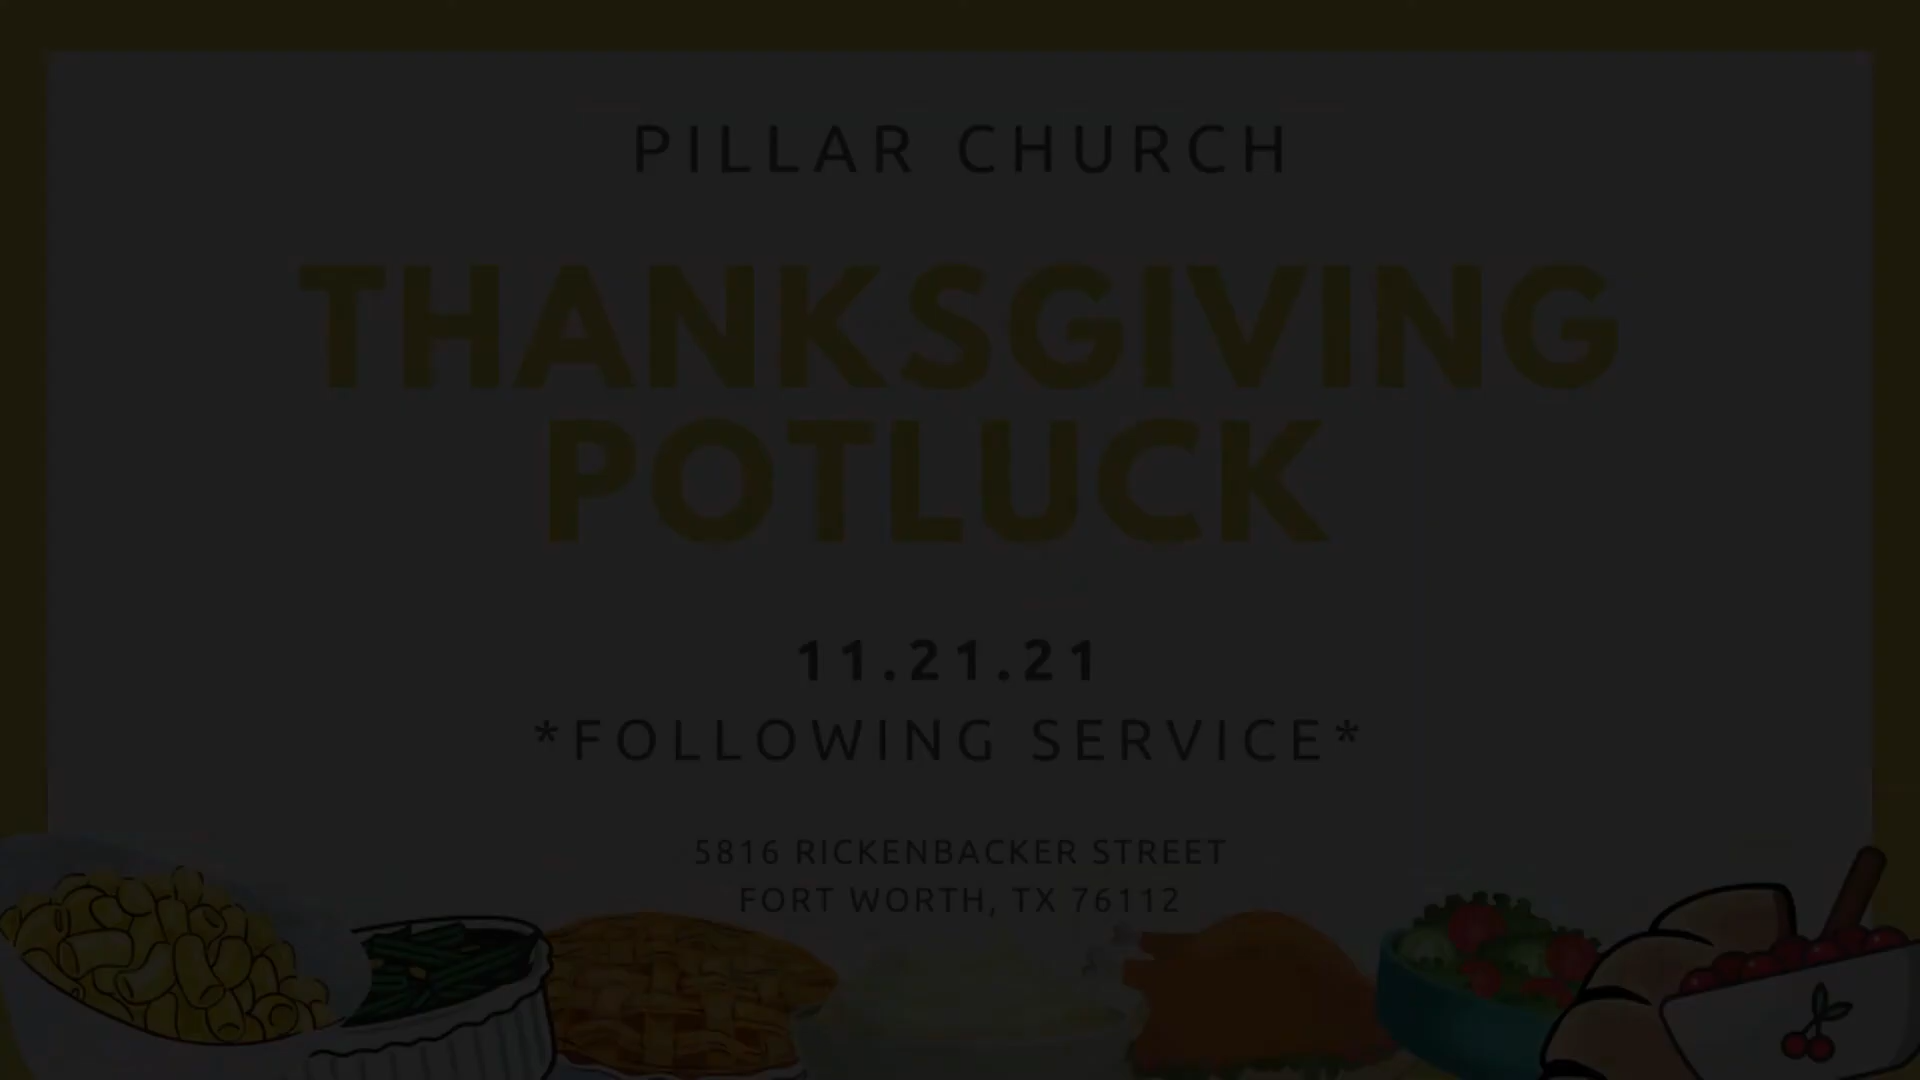 PILLAR CHURCH
THANKSGIVING
POTLUCK
11.21.21
*FOLLOWING SERVICE*
5816 RICKENBACKER STREET
FORT WORTH, TX 76112